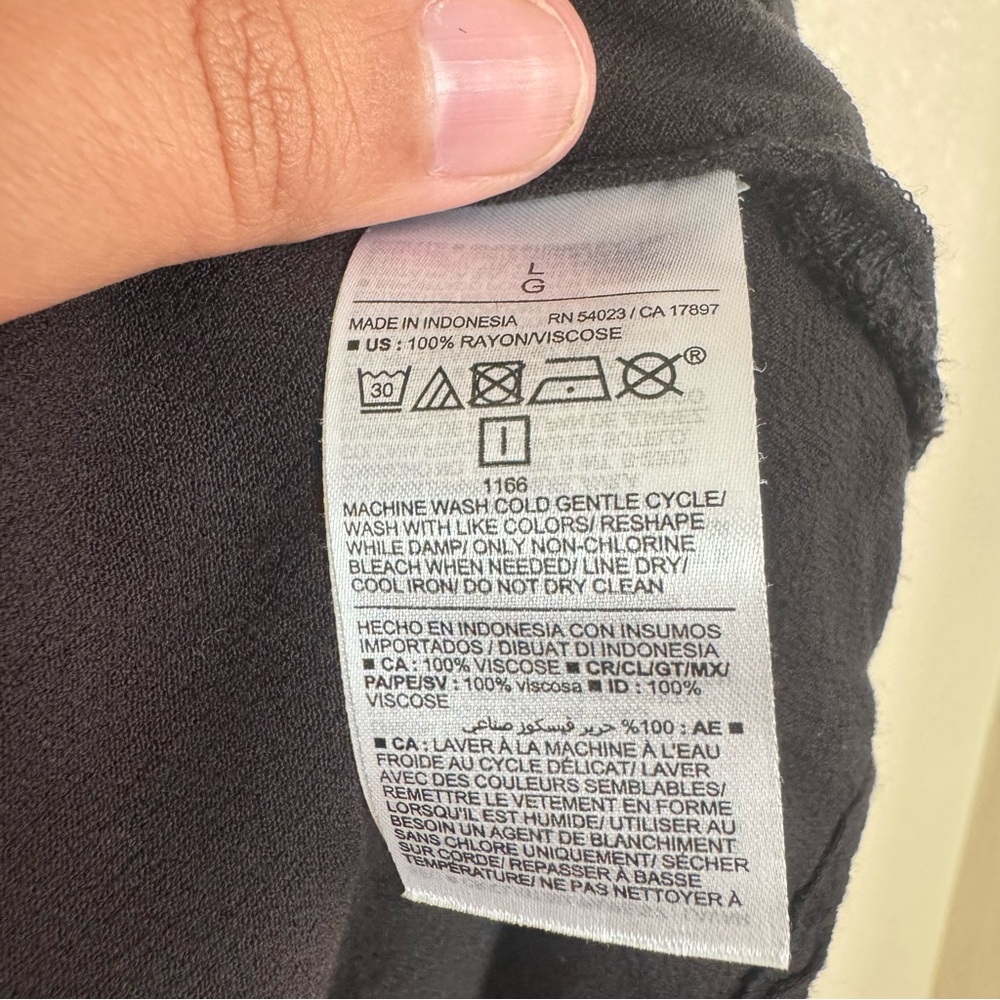 L
G
MADE IN INDONESIA RN 54023 / CA 17897
■ US : 100% RAYON/VISCOSE
30 ®
I
1166
MACHINE WASH COLD GENTLE CYCLE/
WASH WITH LIKE COLORS/ RESHAPE
WHILE DAMP/ ONLY NON-CHLORINE
BLEACH WHEN NEEDED/ LINE DRY/
COOL IRON/ DO NOT DRY CLEAN
HECHO EN INDONESIA CON INSUMOS
IMPORTADOS / DIBUAT DI INDONESIA
■ CA : 100% VISCOSE ■ CR/CL/GT/MX/
PA/PE/SV : 100% viscosa ■ ID : 100%
VISCOSE
■ AE : 100% حرير فيسكوز صناعي
■ CA : LAVER À LA MACHINE À L'EAU
FROIDE AU CYCLE DÉLICAT/ LAVER
AVEC DES COULEURS SEMBLABLES/
REMETTRE LE VETEMENT EN FORME
LORSQU'IL EST HUMIDE/ UTILISER AU
BESOIN UN AGENT DE BLANCHIMENT
SANS CHLORE UNIQUEMENT/ SÉCHER
SUR CORDE/ REPASSER À BASSE
TEMPÉRATURE/ NE PAS NETTOYER À